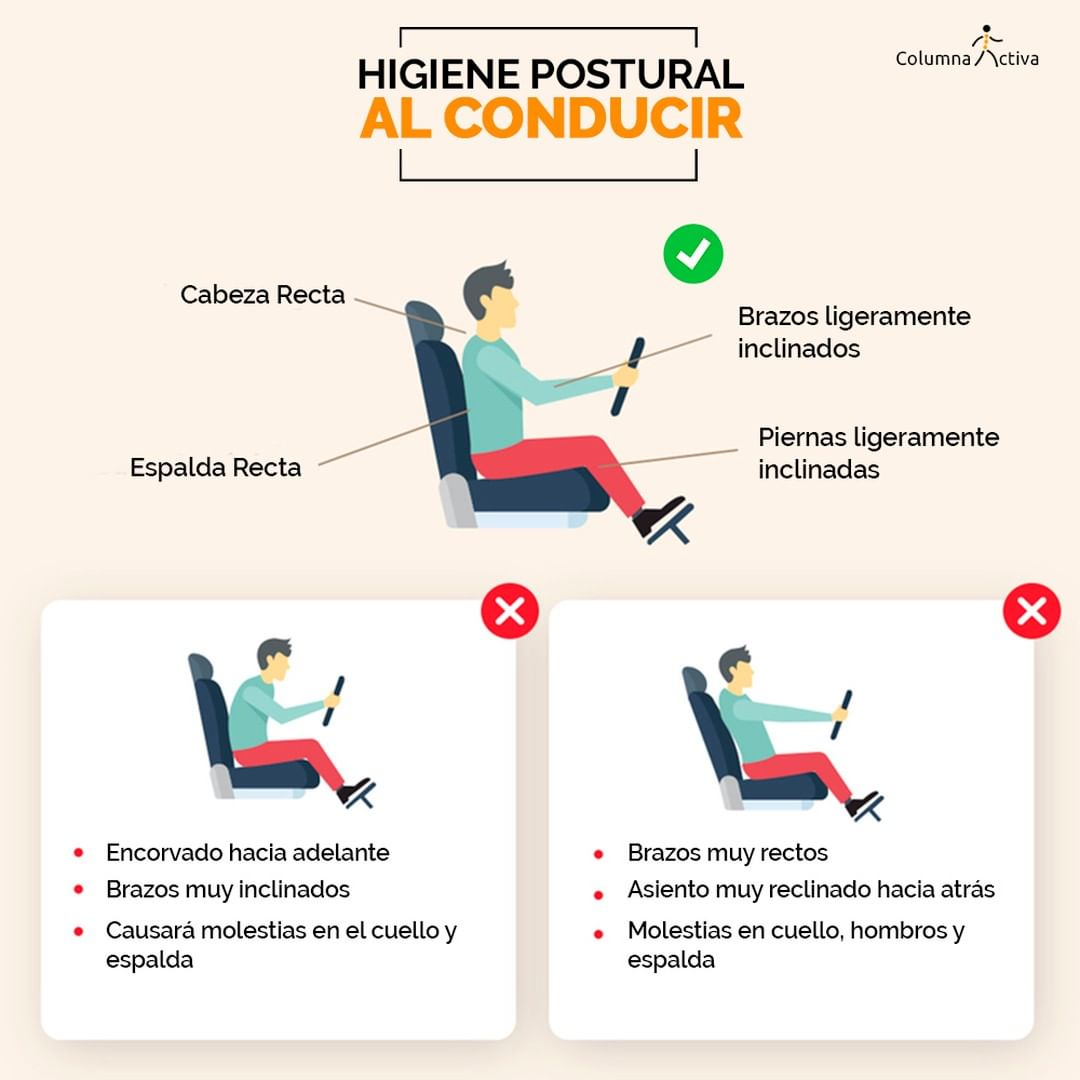 HIGIENE POSTURAL
AL CONDUCIR
Columna Activa
Cabeza Recta
Brazos ligeramente
inclinados
Espalda Recta
Piernas ligeramente
inclinadas
Encorvado hacia adelante
Brazos muy inclinados
Causará molestias en el cuello y
espalda
Brazos muy rectos
Asiento muy reclinado hacia atrás
Molestias en cuello, hombros y
espalda